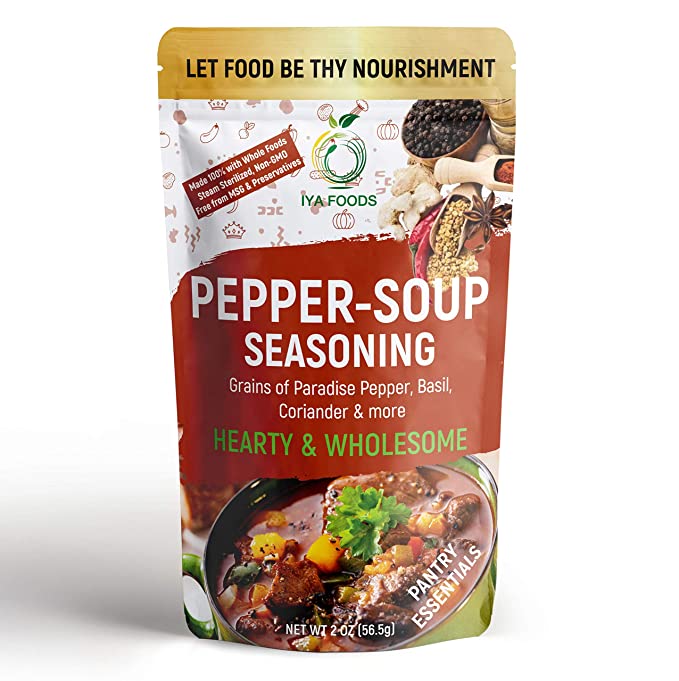 LET FOOD BE THY NOURISHMENT
Made 100% with Whole Foods
Steam Sterilized, Non-GMO
Free from MSG & Preservatives
IYA FOODS
PEPPER-SOUP
SEASONING
Grains of Paradise Pepper, Basil,
Coriander & more
HEARTY & WHOLESOME
PANTRY
ESSENTIALS
NET WT 2 OZ (56.5g)